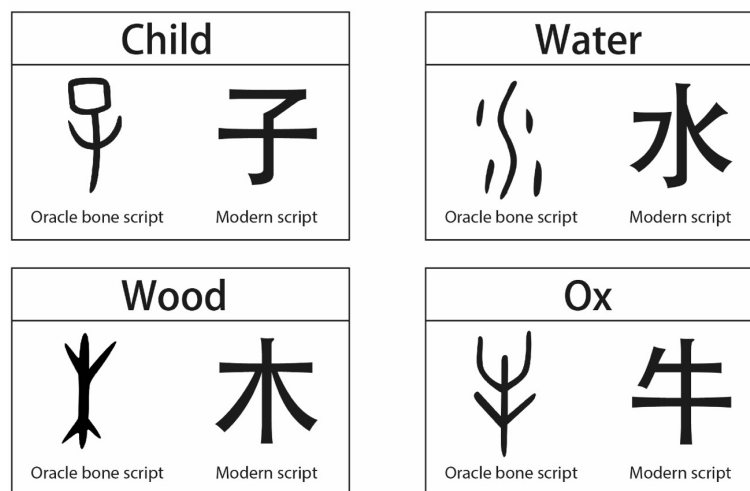 Child
子
Oracle bone script Modern script
Water
水
Oracle bone script Modern script
Wood
木
Oracle bone script Modern script
Ox
牛
Oracle bone script Modern script